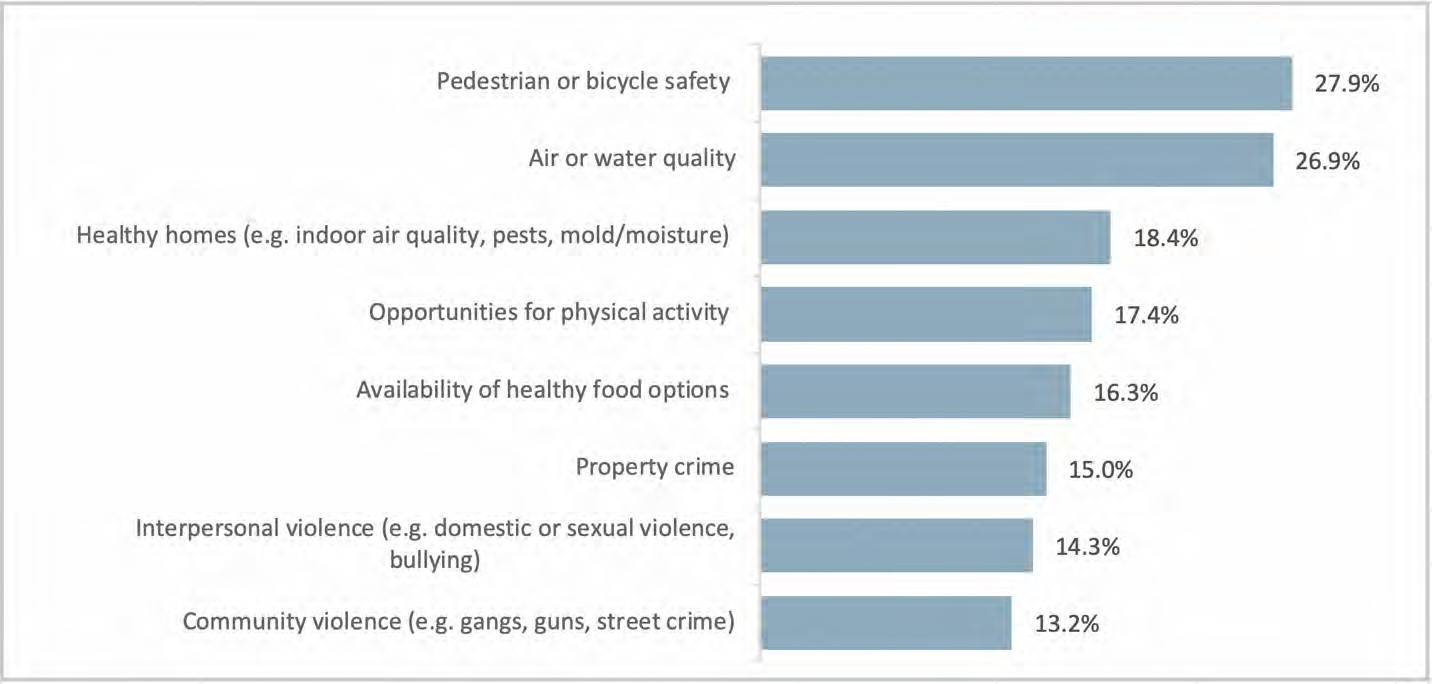 Pedestrian or bicycle safety
27.9%
Air or water quality
26.9%
Healthy homes (e.g. indoor air quality, pests, mold/moisture)
18.4%
Opportunities for physical activity
17.4%
Availability of healthy food options
16.3%
Property crime
15.0%
Interpersonal violence (e.g. domestic or sexual violence,
bullying)
14.3%
Community violence (e.g. gangs, guns, street crime)
13.2%